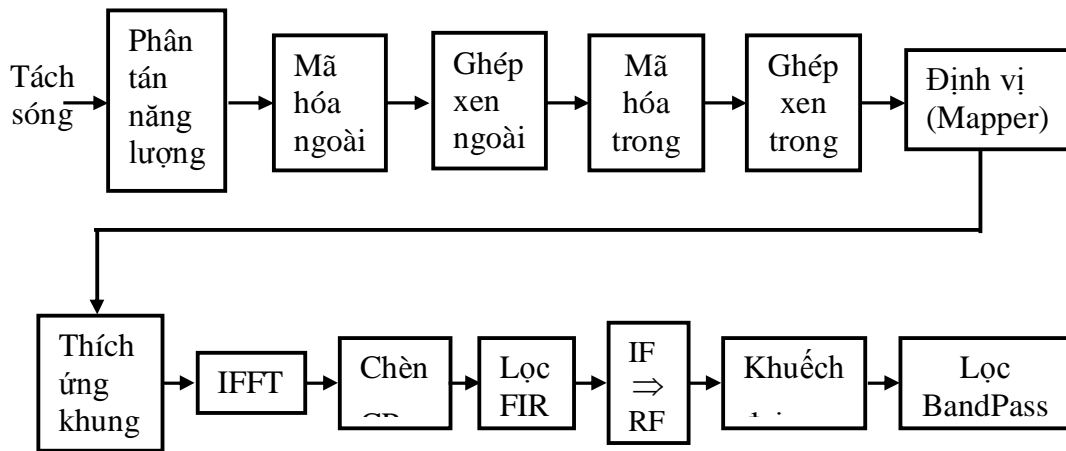 Tách
sóng
Phân
tán
năng
lượng
Mã
hóa
ngoài
Ghép
xen
ngoài
Mã
hóa
trong
Ghép
xen
trong
Định vị
(Mapper)
Thích
ứng
khung
IFFT
Chèn
Lọc
FIR
IF
⇒
RF
Khuếch
Lọc
BandPass